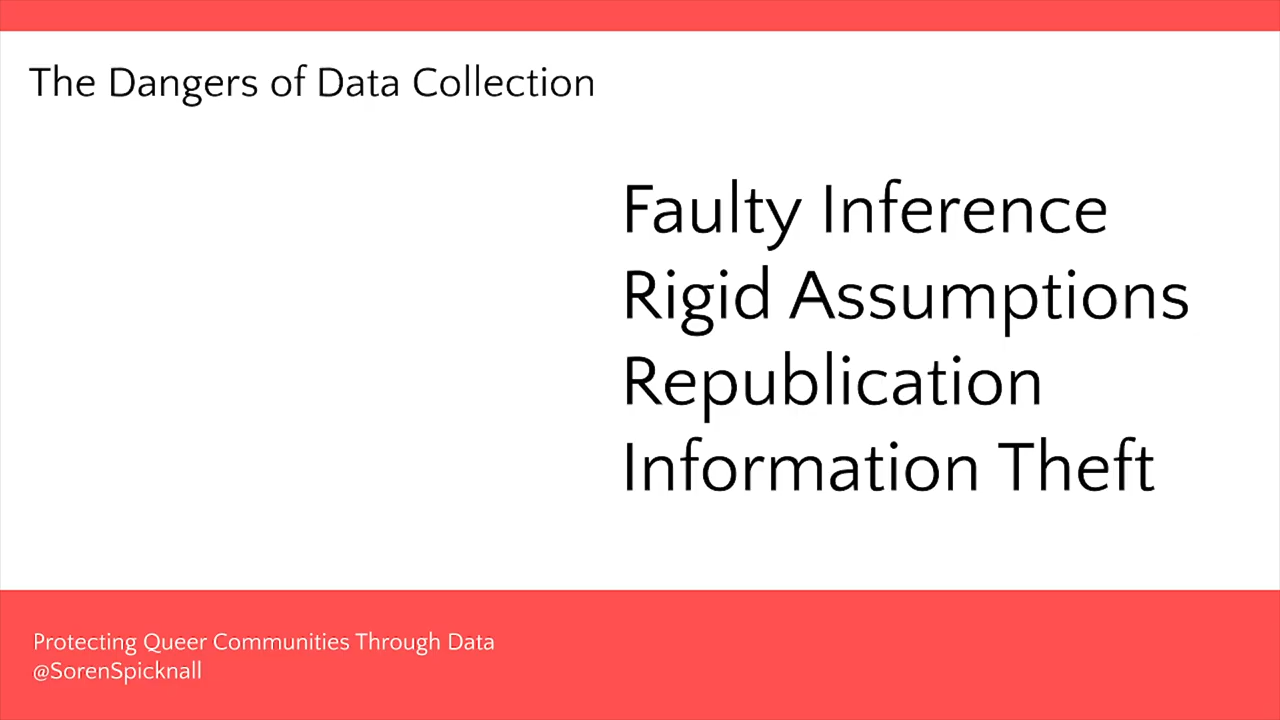 The Dangers of Data Collection
Faulty Inference
Rigid Assumptions
Republication
Information Theft
Protecting Queer Communities Through Data
@SorenSpicknall